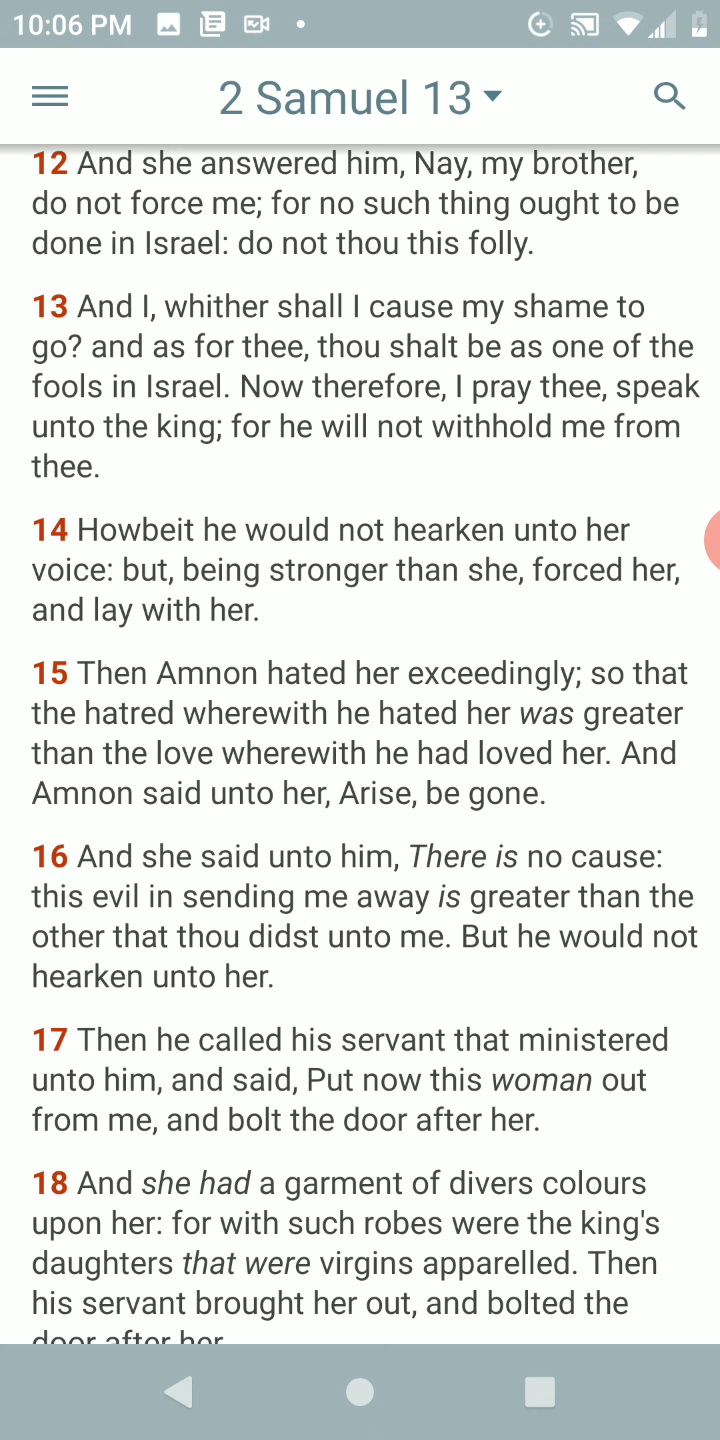 10:06 PM
2 Samuel 13
12 And she answered him, Nay, my brother,
do not force me; for no such thing ought to be
done in Israel: do not thou this folly.
13 And I, whither shall I cause my shame to
go? and as for thee, thou shalt be as one of the
fools in Israel. Now therefore, I pray thee, speak
unto the king; for he will not withhold me from
thee.
14 Howbeit he would not hearken unto her
voice: but, being stronger than she, forced her,
and lay with her.
15 Then Amnon hated her exceedingly; so that
the hatred wherewith he hated her was greater
than the love wherewith he had loved her. And
Amnon said unto her, Arise, be gone.
16 And she said unto him, There is no cause:
this evil in sending me away is greater than the
other that thou didst unto me. But he would not
hearken unto her.
17 Then he called his servant that ministered
unto him, and said, Put now this woman out
from me, and bolt the door after her.
18 And she had a garment of divers colours
upon her: for with such robes were the king's
daughters that were virgins apparelled. Then
his servant brought her out, and bolted the
door after her